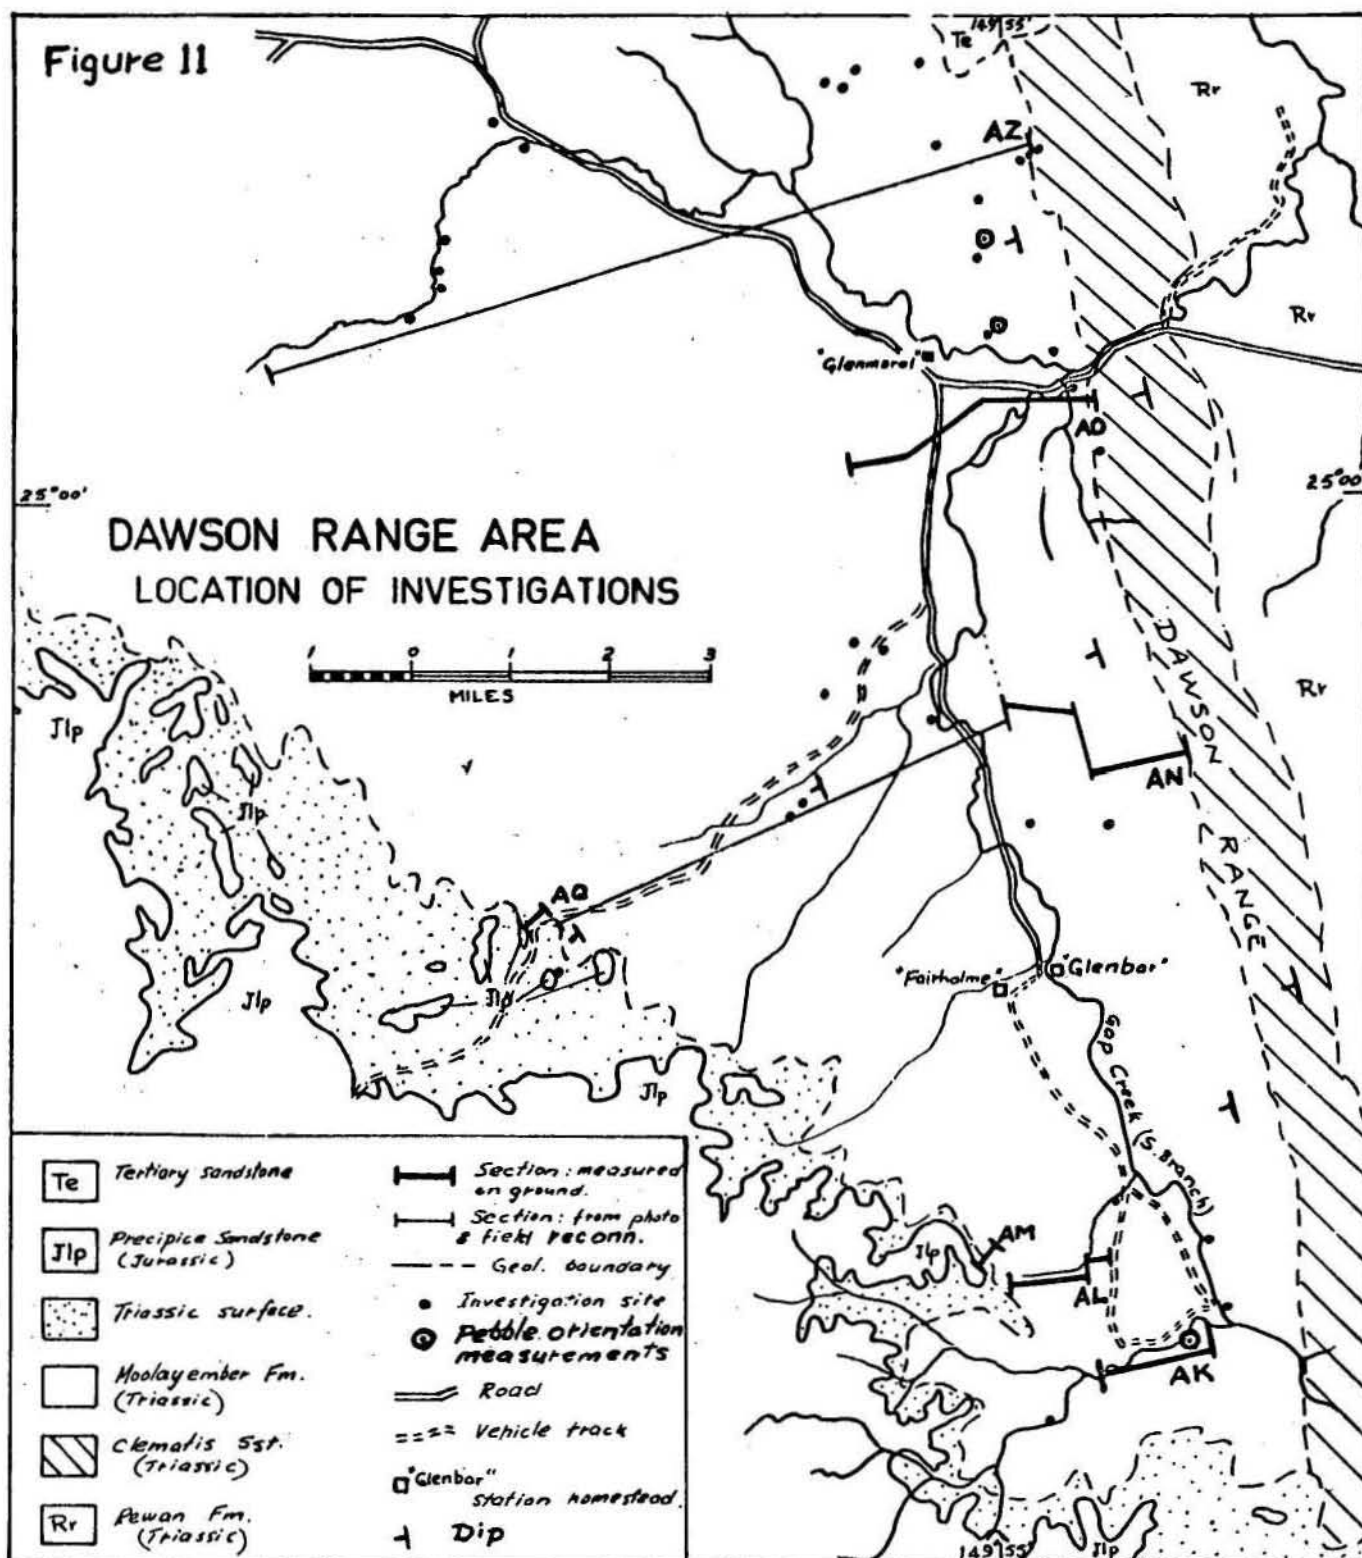 Figure 11
149°55'
Te
Rr
AZ
Rr
"Glenmoral"
AO
25°00'
25°00'
DAWSON RANGE AREA
LOCATION OF INVESTIGATIONS
1 0 1 2 3
MILES
DAWSON RANGE
Rr
Jlp
Jlp
AN
AQ
Jlp
Jlp
"Fairholme"
"Glenbar"
Jlp
Gap Creek (S. Branch)
AM
Jlp
AL
AK
149°55'
Jlp
Te Tertiary sandstone
Jlp Precipice Sandstone
(Jurassic)
Triassic surface.
Moolayember Fm.
(Triassic)
Clematis Sst.
(Triassic)
Rr Rewan Fm.
(Triassic)
Section: measured
on ground.
Section: from photo
& field reconn.
Geol. boundary
Investigation site
Pebble orientation
measurements
Road
Vehicle track
"Glenbar"
station homestead.
Dip